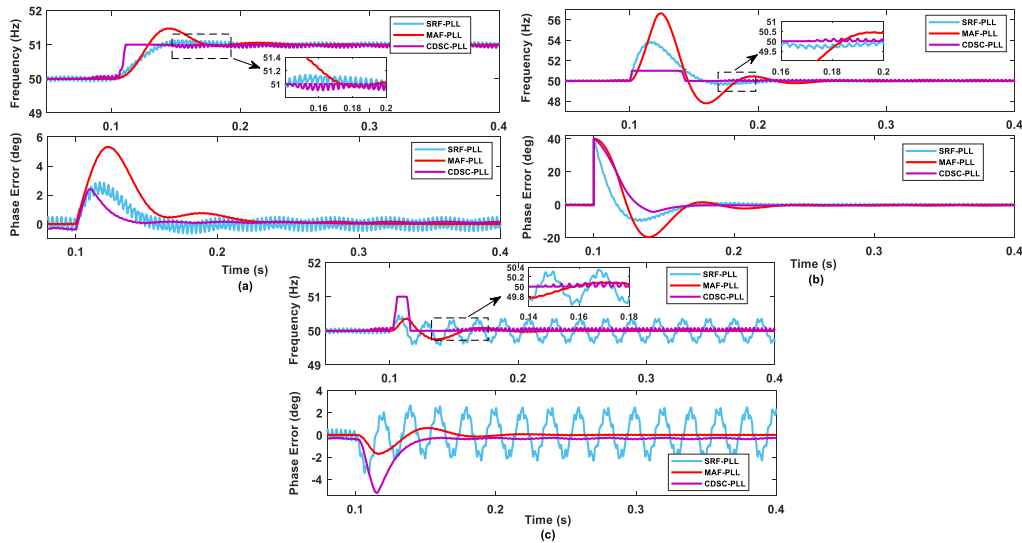 52
51
50
49
Frequency (Hz)
SRF-PLL
MAF-PLL
CDSC-PLL
51.4
51.2
51
0.16
0.18
0.2
0.1
0.2
0.3
0.4
6
4
2
0
Phase Error (deg)
SRF-PLL
MAF-PLL
CDSC-PLL
0.1
0.2
0.3
0.4
Time (s)
(a)
56
54
52
50
48
Frequency (Hz)
51
50.5
50
49.5
0.16
0.18
0.2
SRF-PLL
MAF-PLL
CDSC-PLL
0.1
0.2
0.3
0.4
40
20
0
-20
Phase Error (deg)
SRF-PLL
MAF-PLL
CDSC-PLL
0.1
0.2
0.3
0.4
Time (s)
(b)
52
51
50
49
Frequency (Hz)
50.4
50.2
50
49.8
0.14
0.16
0.18
SRF-PLL
MAF-PLL
CDSC-PLL
0.1
0.2
0.3
0.4
4
2
0
-2
-4
Phase Error (deg)
SRF-PLL
MAF-PLL
CDSC-PLL
0.1
0.2
0.3
0.4
Time (s)
(c)